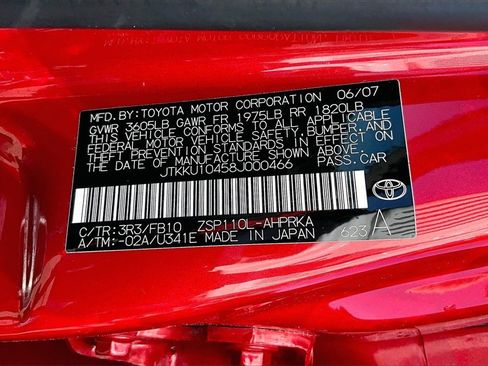 MFD. BY: TOYOTA MOTOR CORPORATION 06/07
GVWR 3605LB GAWR FR 1975LB RR 1820LB
THIS VEHICLE CONFORMS TO ALL APPLICABLE
FEDERAL MOTOR VEHICLE SAFETY, BUMPER, AND
THEFT PREVENTION STANDARDS IN EFFECT ON
THE DATE OF MANUFACTURE SHOWN ABOVE.
JTKKU10458J000466 PASS. CAR
TOYOTA
C/TR: 3R3/FB10 ZSP110L-AHPRKA
A/TM: -02A/U341E MADE IN JAPAN 623 A